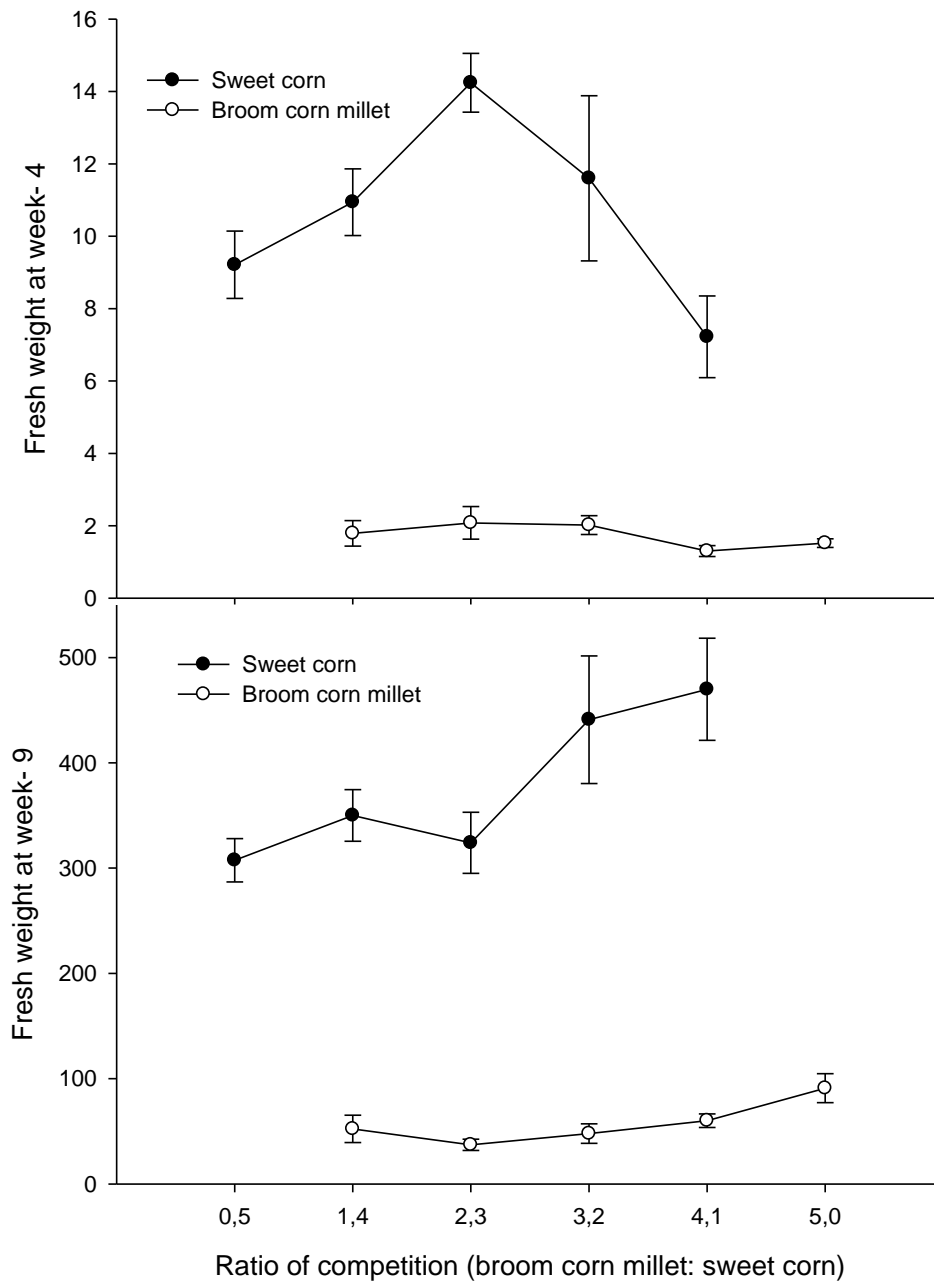 16
14
12
10
8
6
4
2
0
Fresh weight at week- 4
Sweet corn
Broom corn millet
500
400
300
200
100
0
Fresh weight at week- 9
Sweet corn
Broom corn millet
0,5 1,4 2,3 3,2 4,1 5,0
Ratio of competition (broom corn millet: sweet corn)